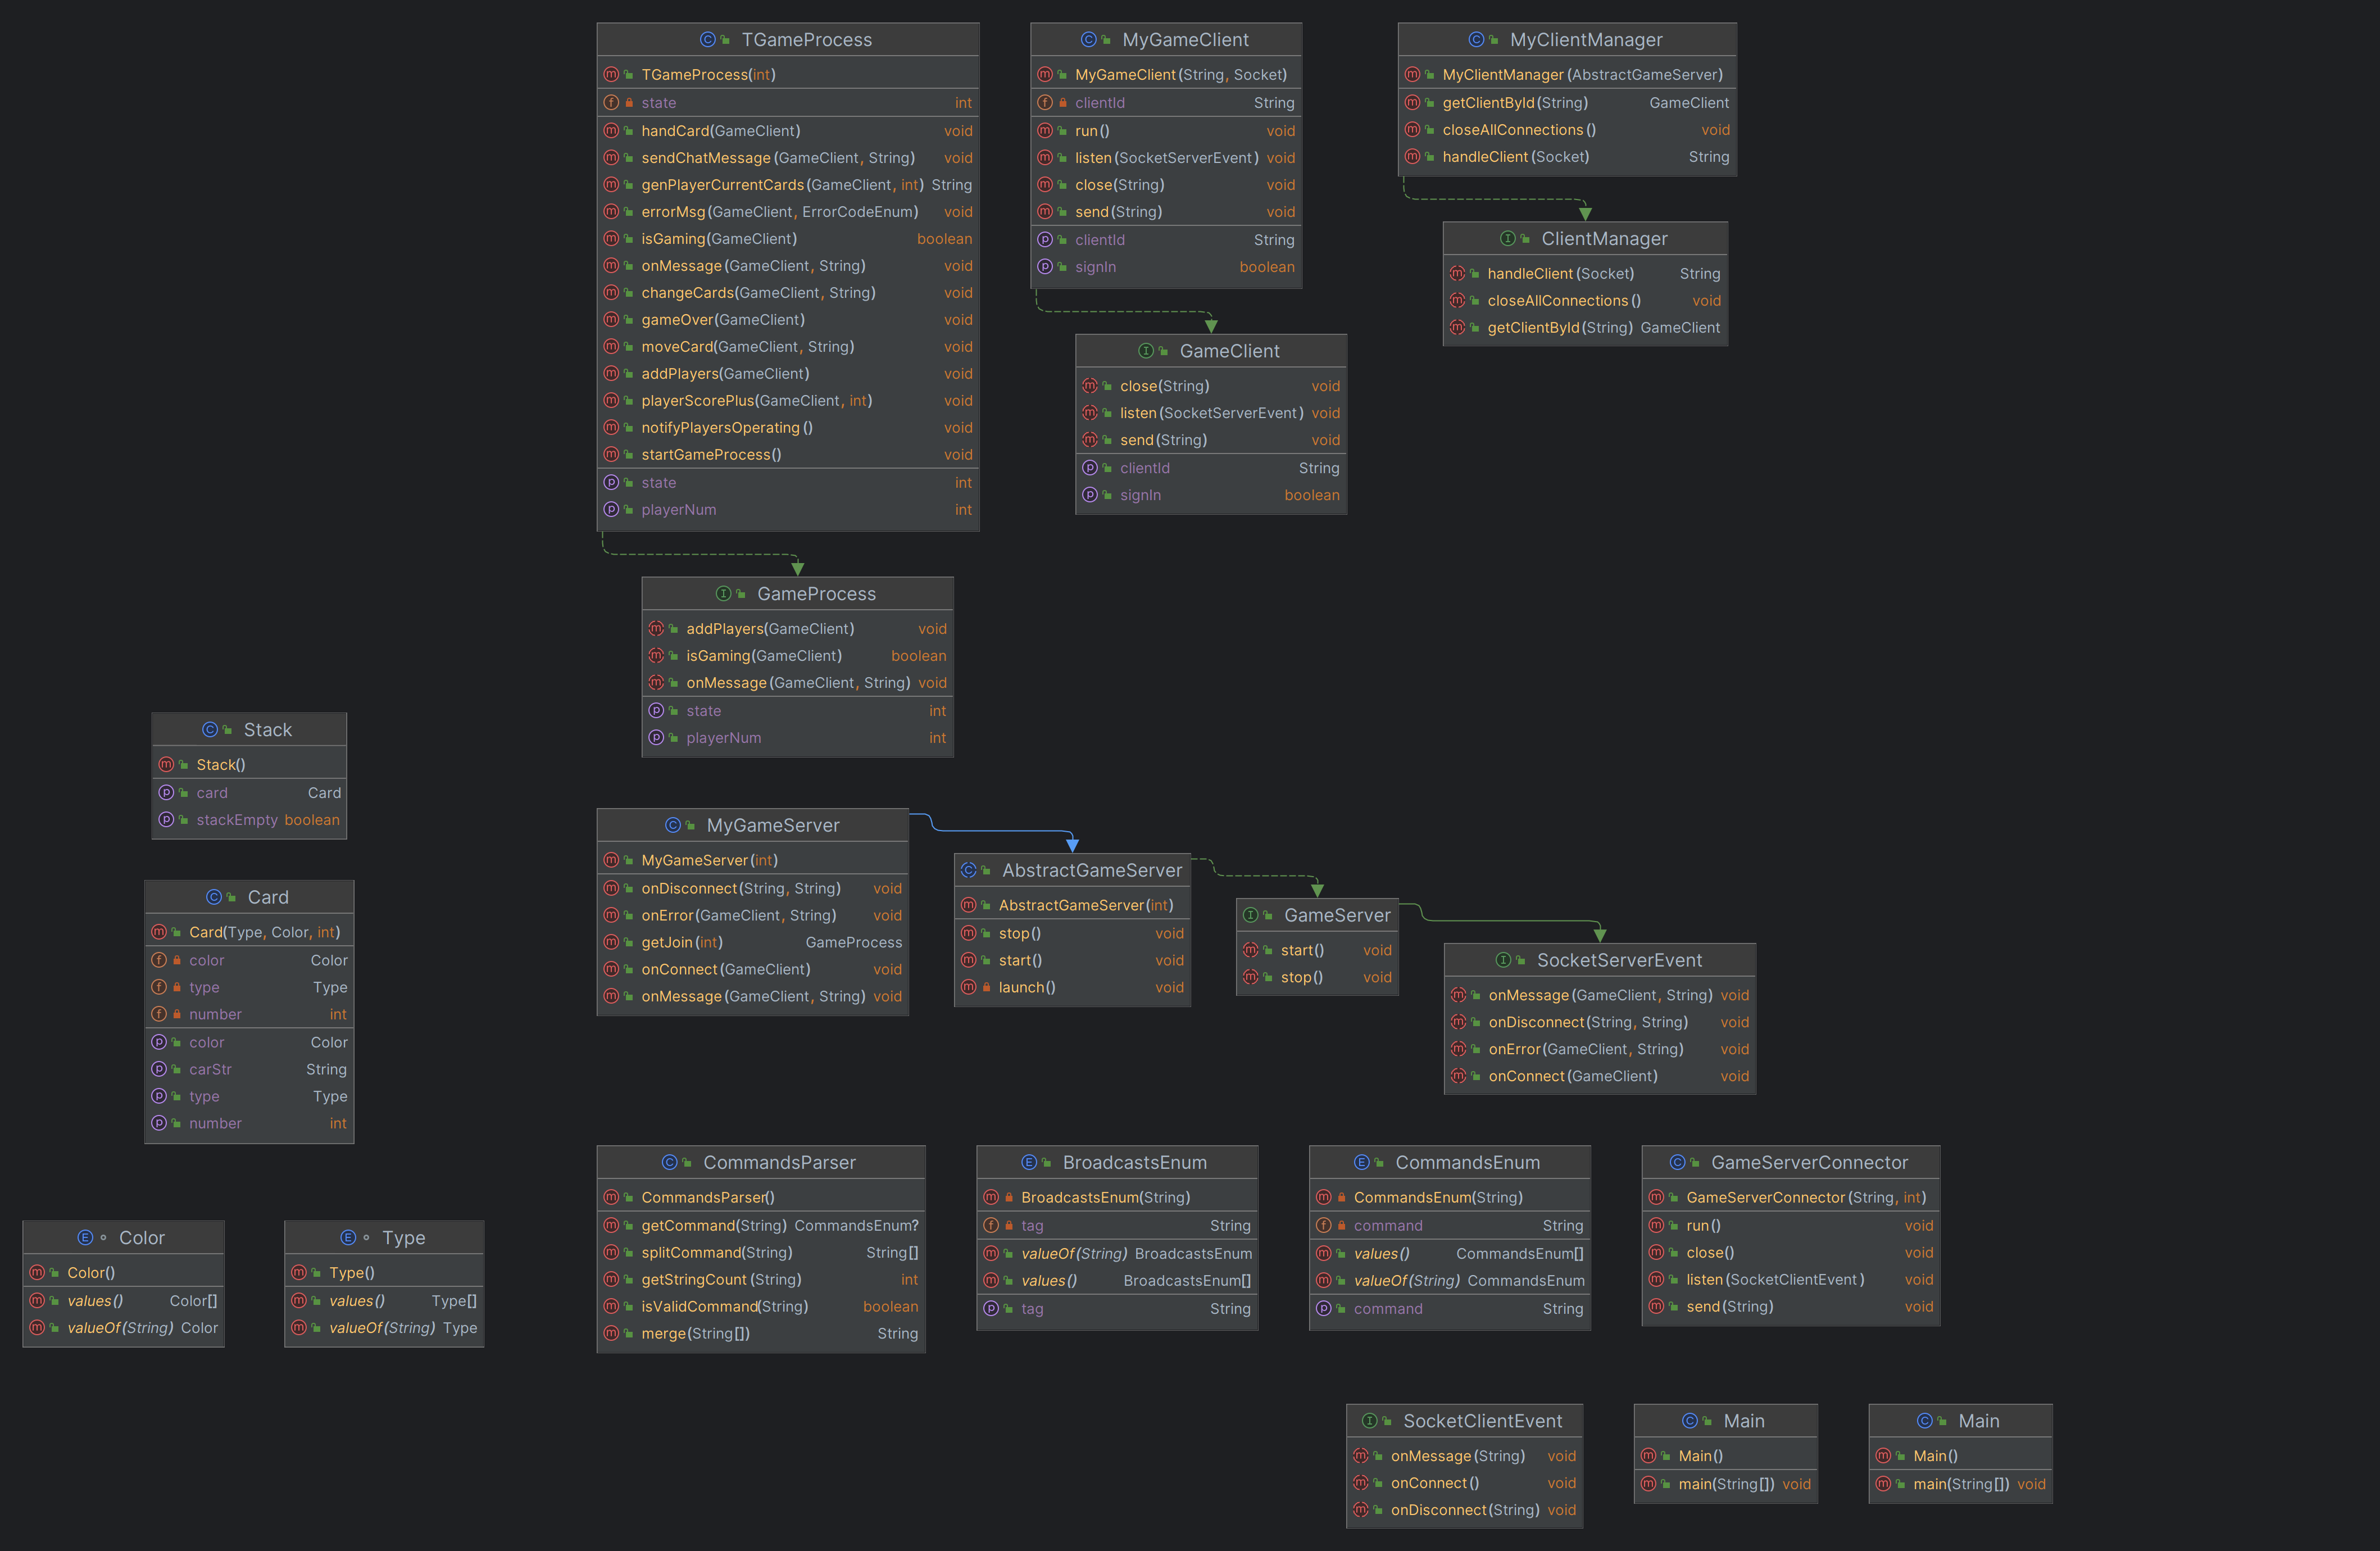 TGameProcess
TGameProcess(int)
state int
handCard(GameClient) void
sendChatMessage(GameClient, String) void
genPlayerCurrentCards(GameClient, int) String
errorMsg(GameClient, ErrorCodeEnum) void
isGaming(GameClient) boolean
onMessage(GameClient, String) void
changeCards(GameClient, String) void
gameOver(GameClient) void
moveCard(GameClient, String) void
addPlayers(GameClient) void
playerScorePlus(GameClient, int) void
notifyPlayersOperating() void
startGameProcess() void
state int
playerNum int
MyGameClient
MyGameClient(String, Socket)
clientId String
run() void
listen(SocketServerEvent) void
close(String) void
send(String) void
clientId String
signIn boolean
MyClientManager
MyClientManager(AbstractGameServer)
getClientById(String) GameClient
closeAllConnections() void
handleClient(Socket) String
ClientManager
handleClient(Socket) String
closeAllConnections() void
getClientById(String) GameClient
GameClient
close(String) void
listen(SocketServerEvent) void
send(String) void
clientId String
signIn boolean
GameProcess
addPlayers(GameClient) void
isGaming(GameClient) boolean
onMessage(GameClient, String) void
state int
playerNum int
Stack
Stack()
card Card
stackEmpty boolean
MyGameServer
MyGameServer(int)
onDisconnect(String, String) void
onError(GameClient, String) void
getJoin(int) GameProcess
onConnect(GameClient) void
onMessage(GameClient, String) void
AbstractGameServer
AbstractGameServer(int)
stop() void
start() void
launch() void
GameServer
start() void
stop() void
SocketServerEvent
onMessage(GameClient, String) void
onDisconnect(String, String) void
onError(GameClient, String) void
onConnect(GameClient) void
Card
Card(Type, Color, int)
color Color
type Type
number int
color Color
carStr String
type Type
number int
CommandsParser
CommandsParser()
getCommand(String) CommandsEnum?
splitCommand(String) String[]
getStringCount(String) int
isValidCommand(String) boolean
merge(String[]) String
BroadcastsEnum
BroadcastsEnum(String)
tag String
valueOf(String) BroadcastsEnum
values() BroadcastsEnum[]
tag String
CommandsEnum
CommandsEnum(String)
command String
values() CommandsEnum[]
valueOf(String) CommandsEnum
command String
GameServerConnector
GameServerConnector(String, int)
run() void
close() void
listen(SocketClientEvent) void
send(String) void
Color
Color()
values() Color[]
valueOf(String) Color
Type
Type()
values() Type[]
valueOf(String) Type
SocketClientEvent
onMessage(String) void
onConnect() void
onDisconnect(String) void
Main
Main()
main(String[]) void
Main
Main()
main(String[]) void